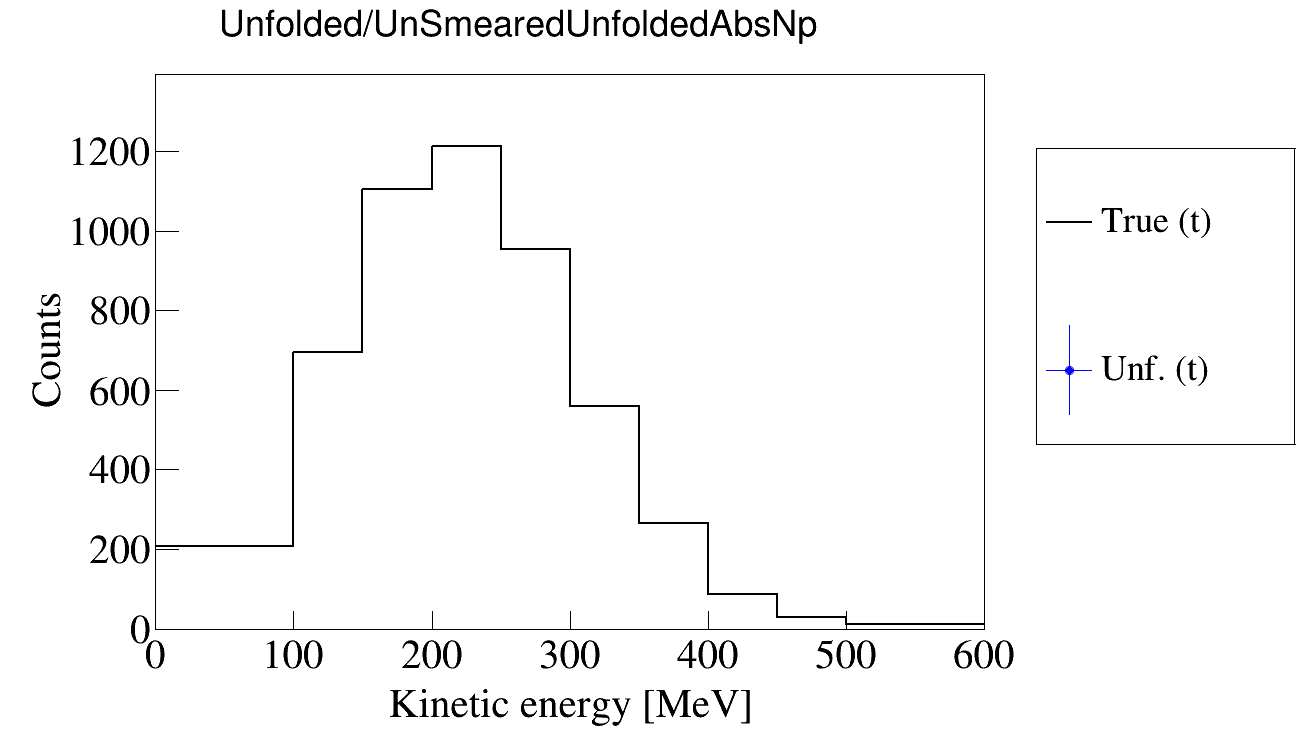 Unfolded/UnSmearedUnfoldedAbsNp
1200
1000
800
600
400
200
0
Counts
0 100 200 300 400 500 600
Kinetic energy [MeV]
True (t)
Unf. (t)